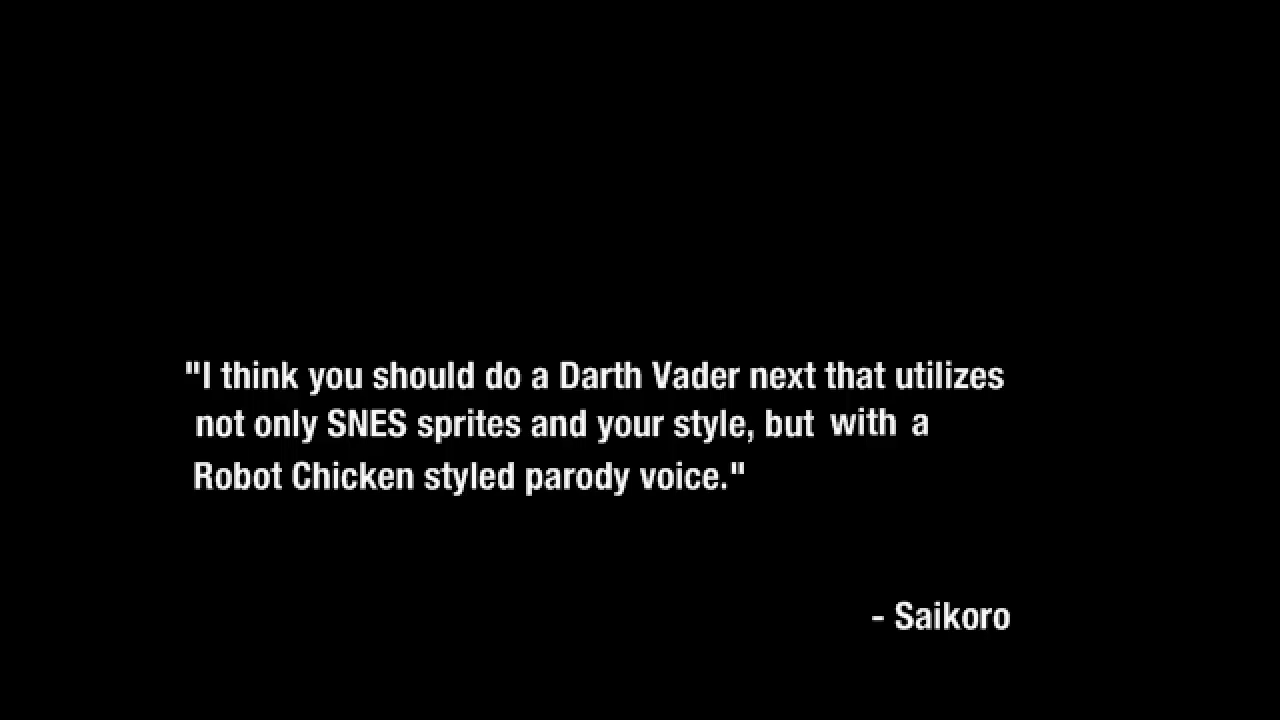 "I think you should do a Darth Vader next that utilizes
not only SNES sprites and your style, but with a
Robot Chicken styled parody voice."
- Saikoro